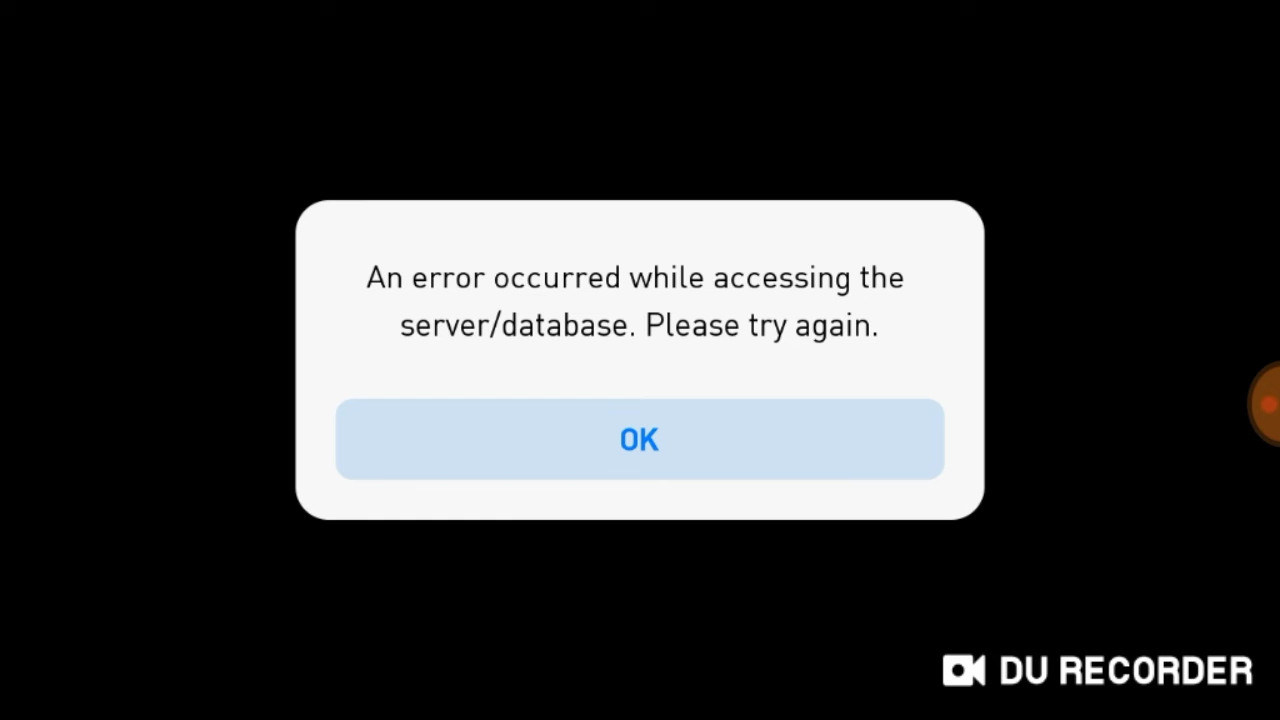 An error occurred while accessing the
server/database. Please try again.
OK
DU RECORDER